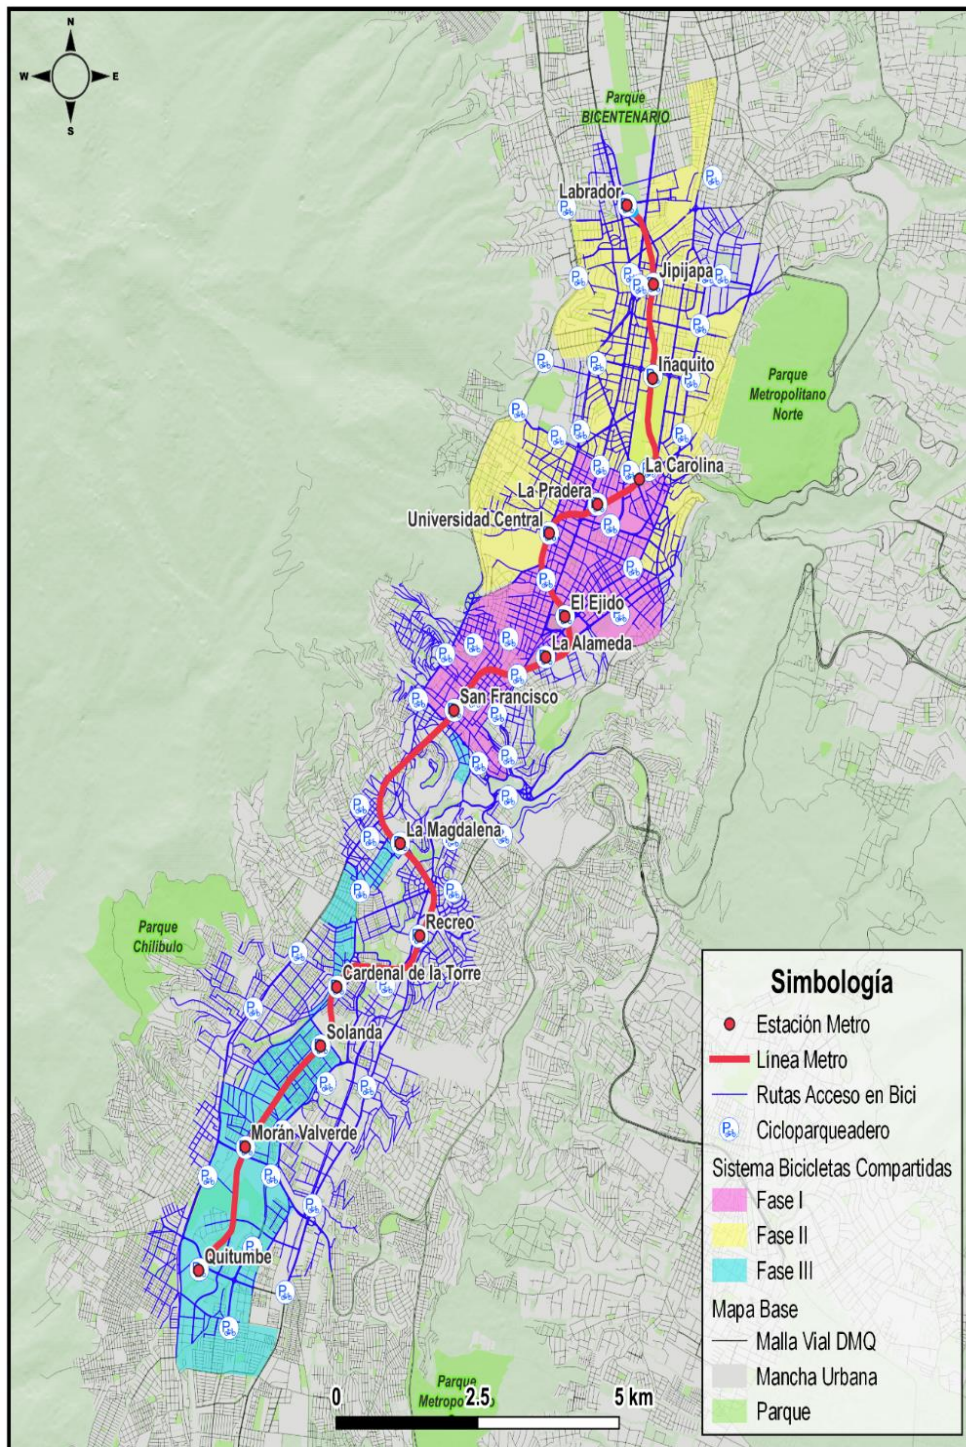 N
W
E
S
Parque
BICENTENARIO
Labrador
Jipijapa
Iñaquito
Parque
Metropolitano
Norte
La Carolina
La Pradera
Universidad Central
El Ejido
La Alameda
San Francisco
La Magdalena
Recreo
Parque
Chilibulo
Cardenal de la Torre
Solanda
Morán Valverde
Quitumbe
Simbología
Estación Metro
Línea Metro
Rutas Acceso en Bici
Cicloparqueadero
Sistema Bicicletas Compartidas
Fase I
Fase II
Fase III
Mapa Base
Malla Vial DMQ
Mancha Urbana
Parque
Parque
0
2.5
5 km